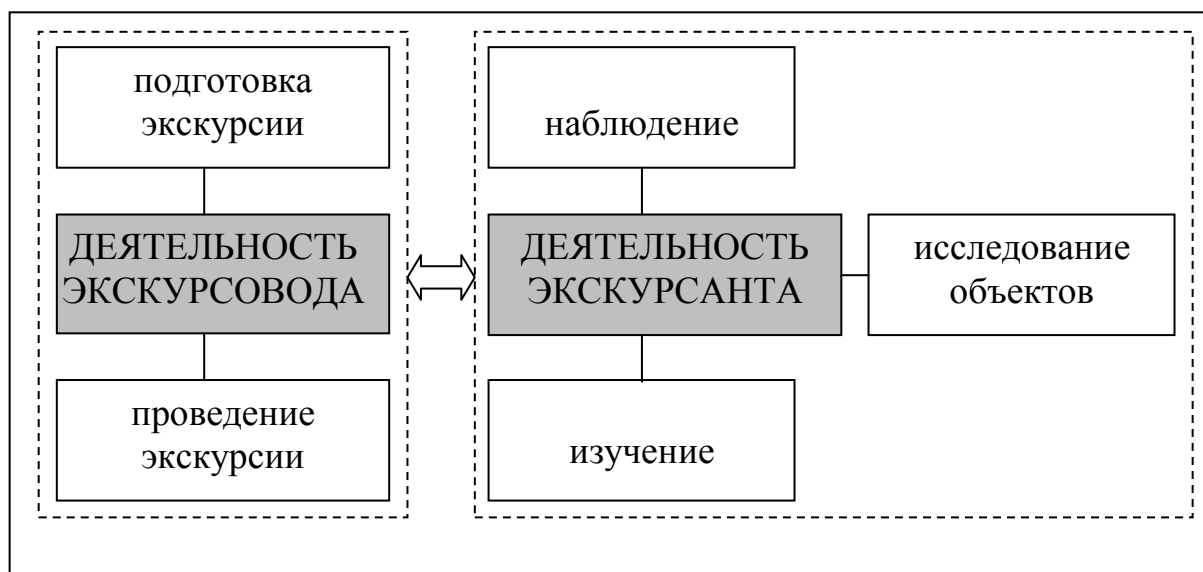 подготовка
экскурсии
ДЕЯТЕЛЬНОСТЬ
ЭКСКУРСОВОДА
проведение
экскурсии
наблюдение
ДЕЯТЕЛЬНОСТЬ
ЭКСКУРСАНТА
исследование
объектов
изучение